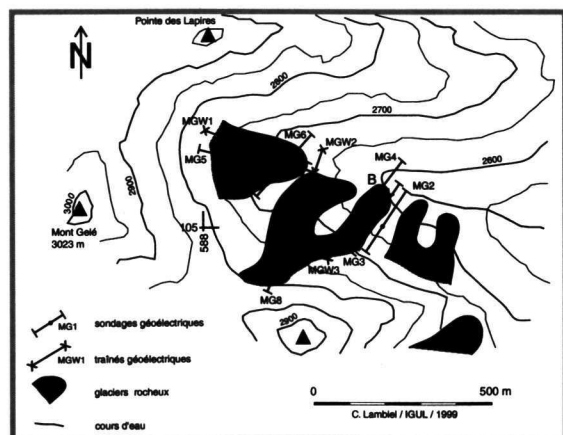 Pointe des Lapires
N
2800
2700
MGW1
MG6
MGW2
MG5
MG4
2600
B
MG2
2900
3000
Mont Gelé
3023 m
105
588
MG3
MGW3
MG8
2900
MG1 sondages géoélectriques
MGW1 traînés géoélectriques
glaciers rocheux
cours d'eau
0 500 m
C. Lambiel / IGUL / 1999